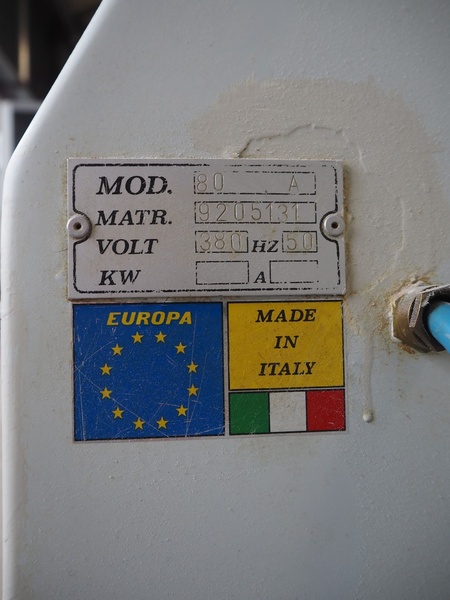 MOD. 80 A
MATR. 9205131
VOLT 380 HZ 50
KW A
EUROPA
MADE
IN
ITALY